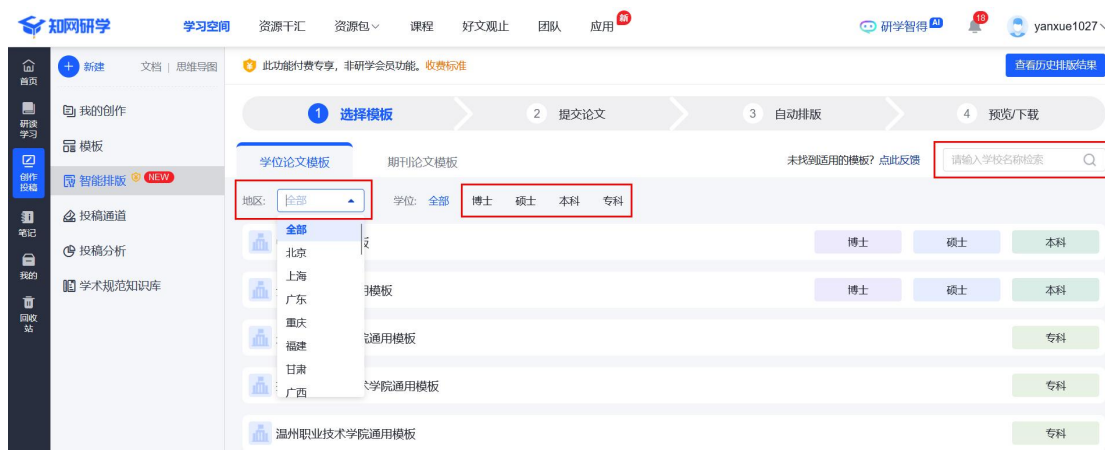 知网研学 学习空间 资源干汇 资源包 课程 好文观止 团队 应用 新 研学智得 AI 18 yanxue1027
首页
研读学习
创作投稿
笔记
我的
回收站
新建 文档 | 思维导图
我的创作
模板
智能排版 NEW
投稿通道
投稿分析
学术规范知识库
此功能付费专享，非研学会员功能。收费标准 查看历史排版结果
1 选择模板 2 提交论文 3 自动排版 4 预览/下载
学位论文模板 期刊论文模板 未找到适用的模板？点此反馈 请输入学校名称检索
地区: 全部 学位: 全部 博士 硕士 本科 专科
全部
北京
上海
广东
重庆
福建
甘肃
广西
博士 硕士 本科
用模板 博士 硕士 本科
通用模板 专科
术学院通用模板 专科
温州职业技术学院通用模板 专科